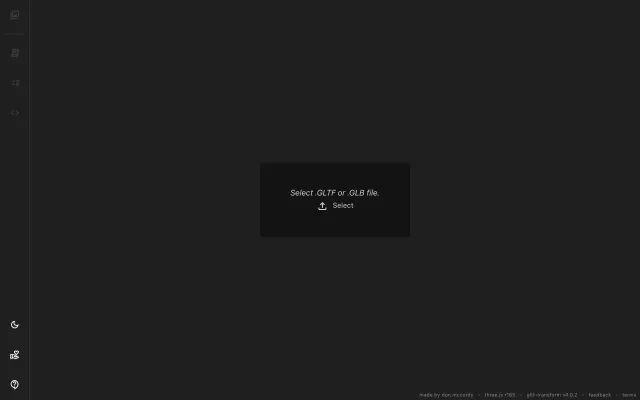 Select .GLTF or .GLB file.
Select
made by don mccurdy · three.js r165 · gltf-transform v4.0.2 · feedback · terms